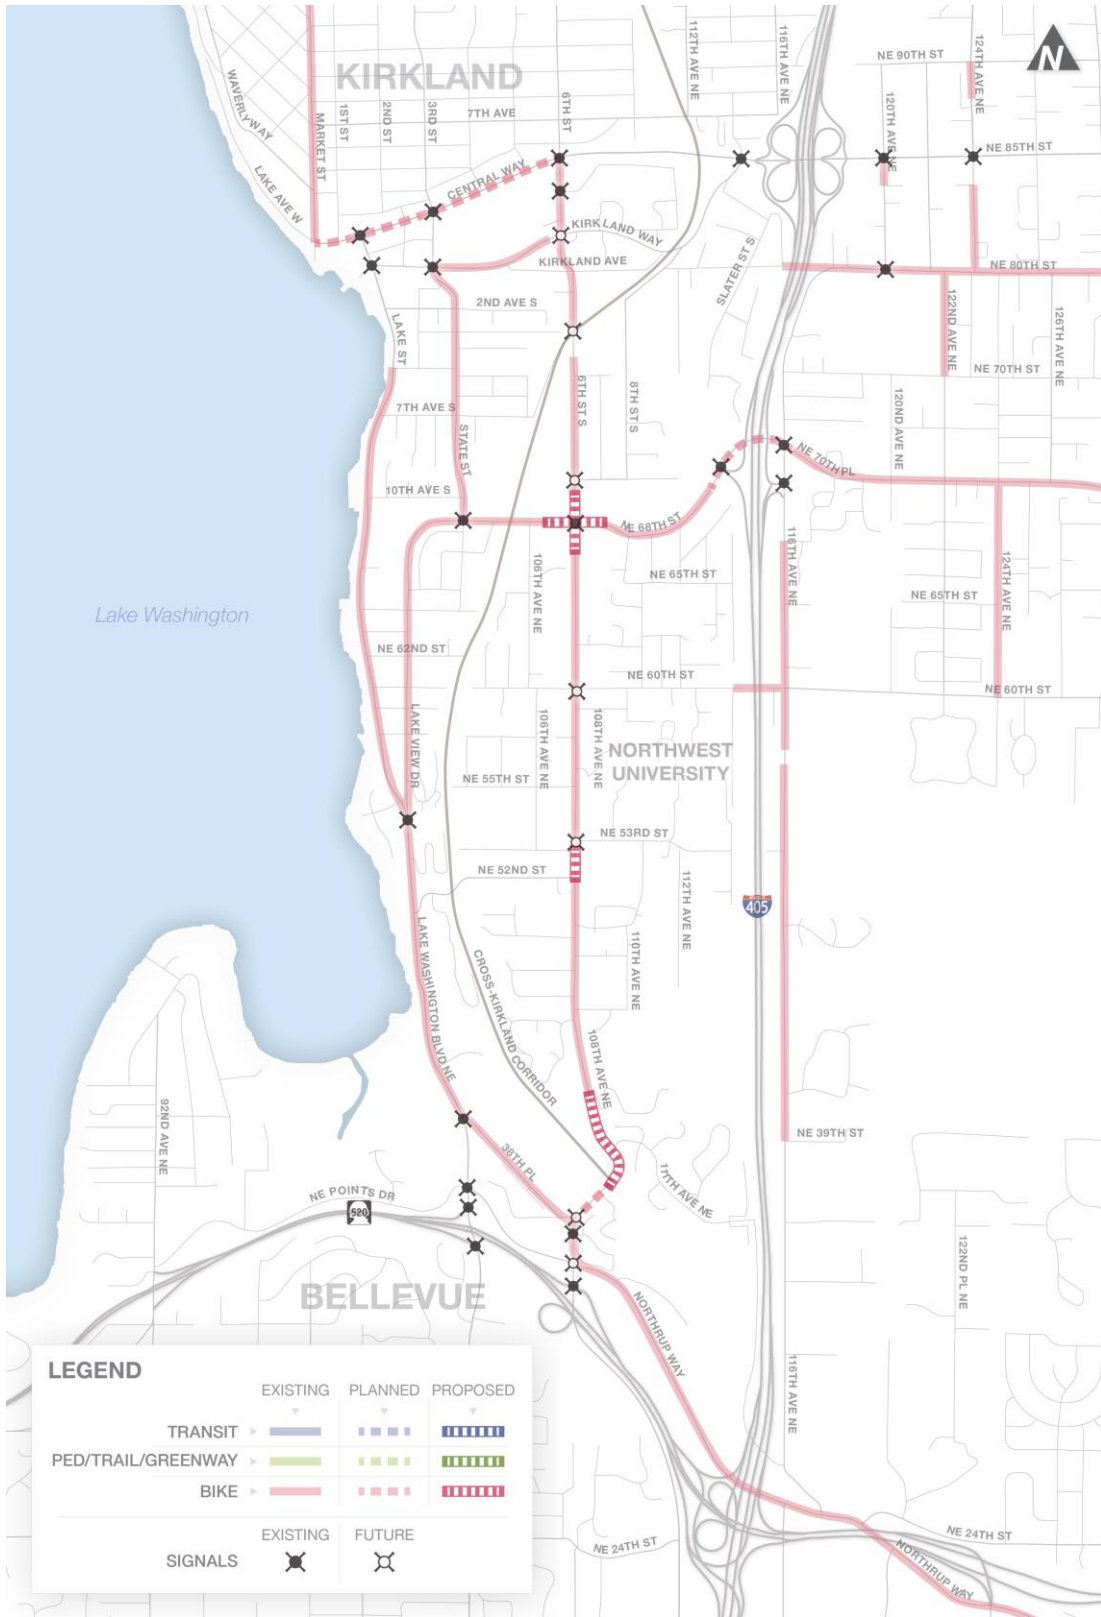 N
112TH AVE NE
116TH AVE NE
124TH AVE NE
NE 90TH ST
KIRKLAND
WAVERLY WAY
MARKET ST
1ST ST
2ND ST
3RD ST
6TH ST
7TH AVE
120TH AVE NE
NE 85TH ST
LAKE AVE W
CENTRAL WAY
KIRKLAND WAY
KIRKLAND AVE
SLATER ST S
NE 80TH ST
2ND AVE S
LAKE ST
122ND AVE NE
126TH AVE NE
NE 70TH ST
6TH ST S
8TH ST S
120ND AVE NE
7TH AVE S
STATE ST
NE 70TH PL
10TH AVE S
NE 68TH ST
116TH AVE NE
124TH AVE NE
106TH AVE NE
NE 65TH ST
NE 65TH ST
Lake Washington
NE 62ND ST
NE 60TH ST
NE 60TH ST
LAKE VIEW DR
106TH AVE NE
108TH AVE NE
NORTHWEST
UNIVERSITY
NE 55TH ST
NE 53RD ST
NE 52ND ST
112TH AVE NE
405
LAKE WASHINGTON BLVD NE
110TH AVE NE
CROSS-KIRKLAND CORRIDOR
108TH AVE NE
92ND AVE NE
NE 39TH ST
38TH PL
NE POINTS DR
520
BELLEVUE
122ND PL NE
NORTHRUP WAY
116TH AVE NE
NE 24TH ST
NE 24TH ST
NORTHRUP WAY
LEGEND
EXISTING PLANNED PROPOSED
TRANSIT
PED/TRAIL/GREENWAY
BIKE
EXISTING FUTURE
SIGNALS